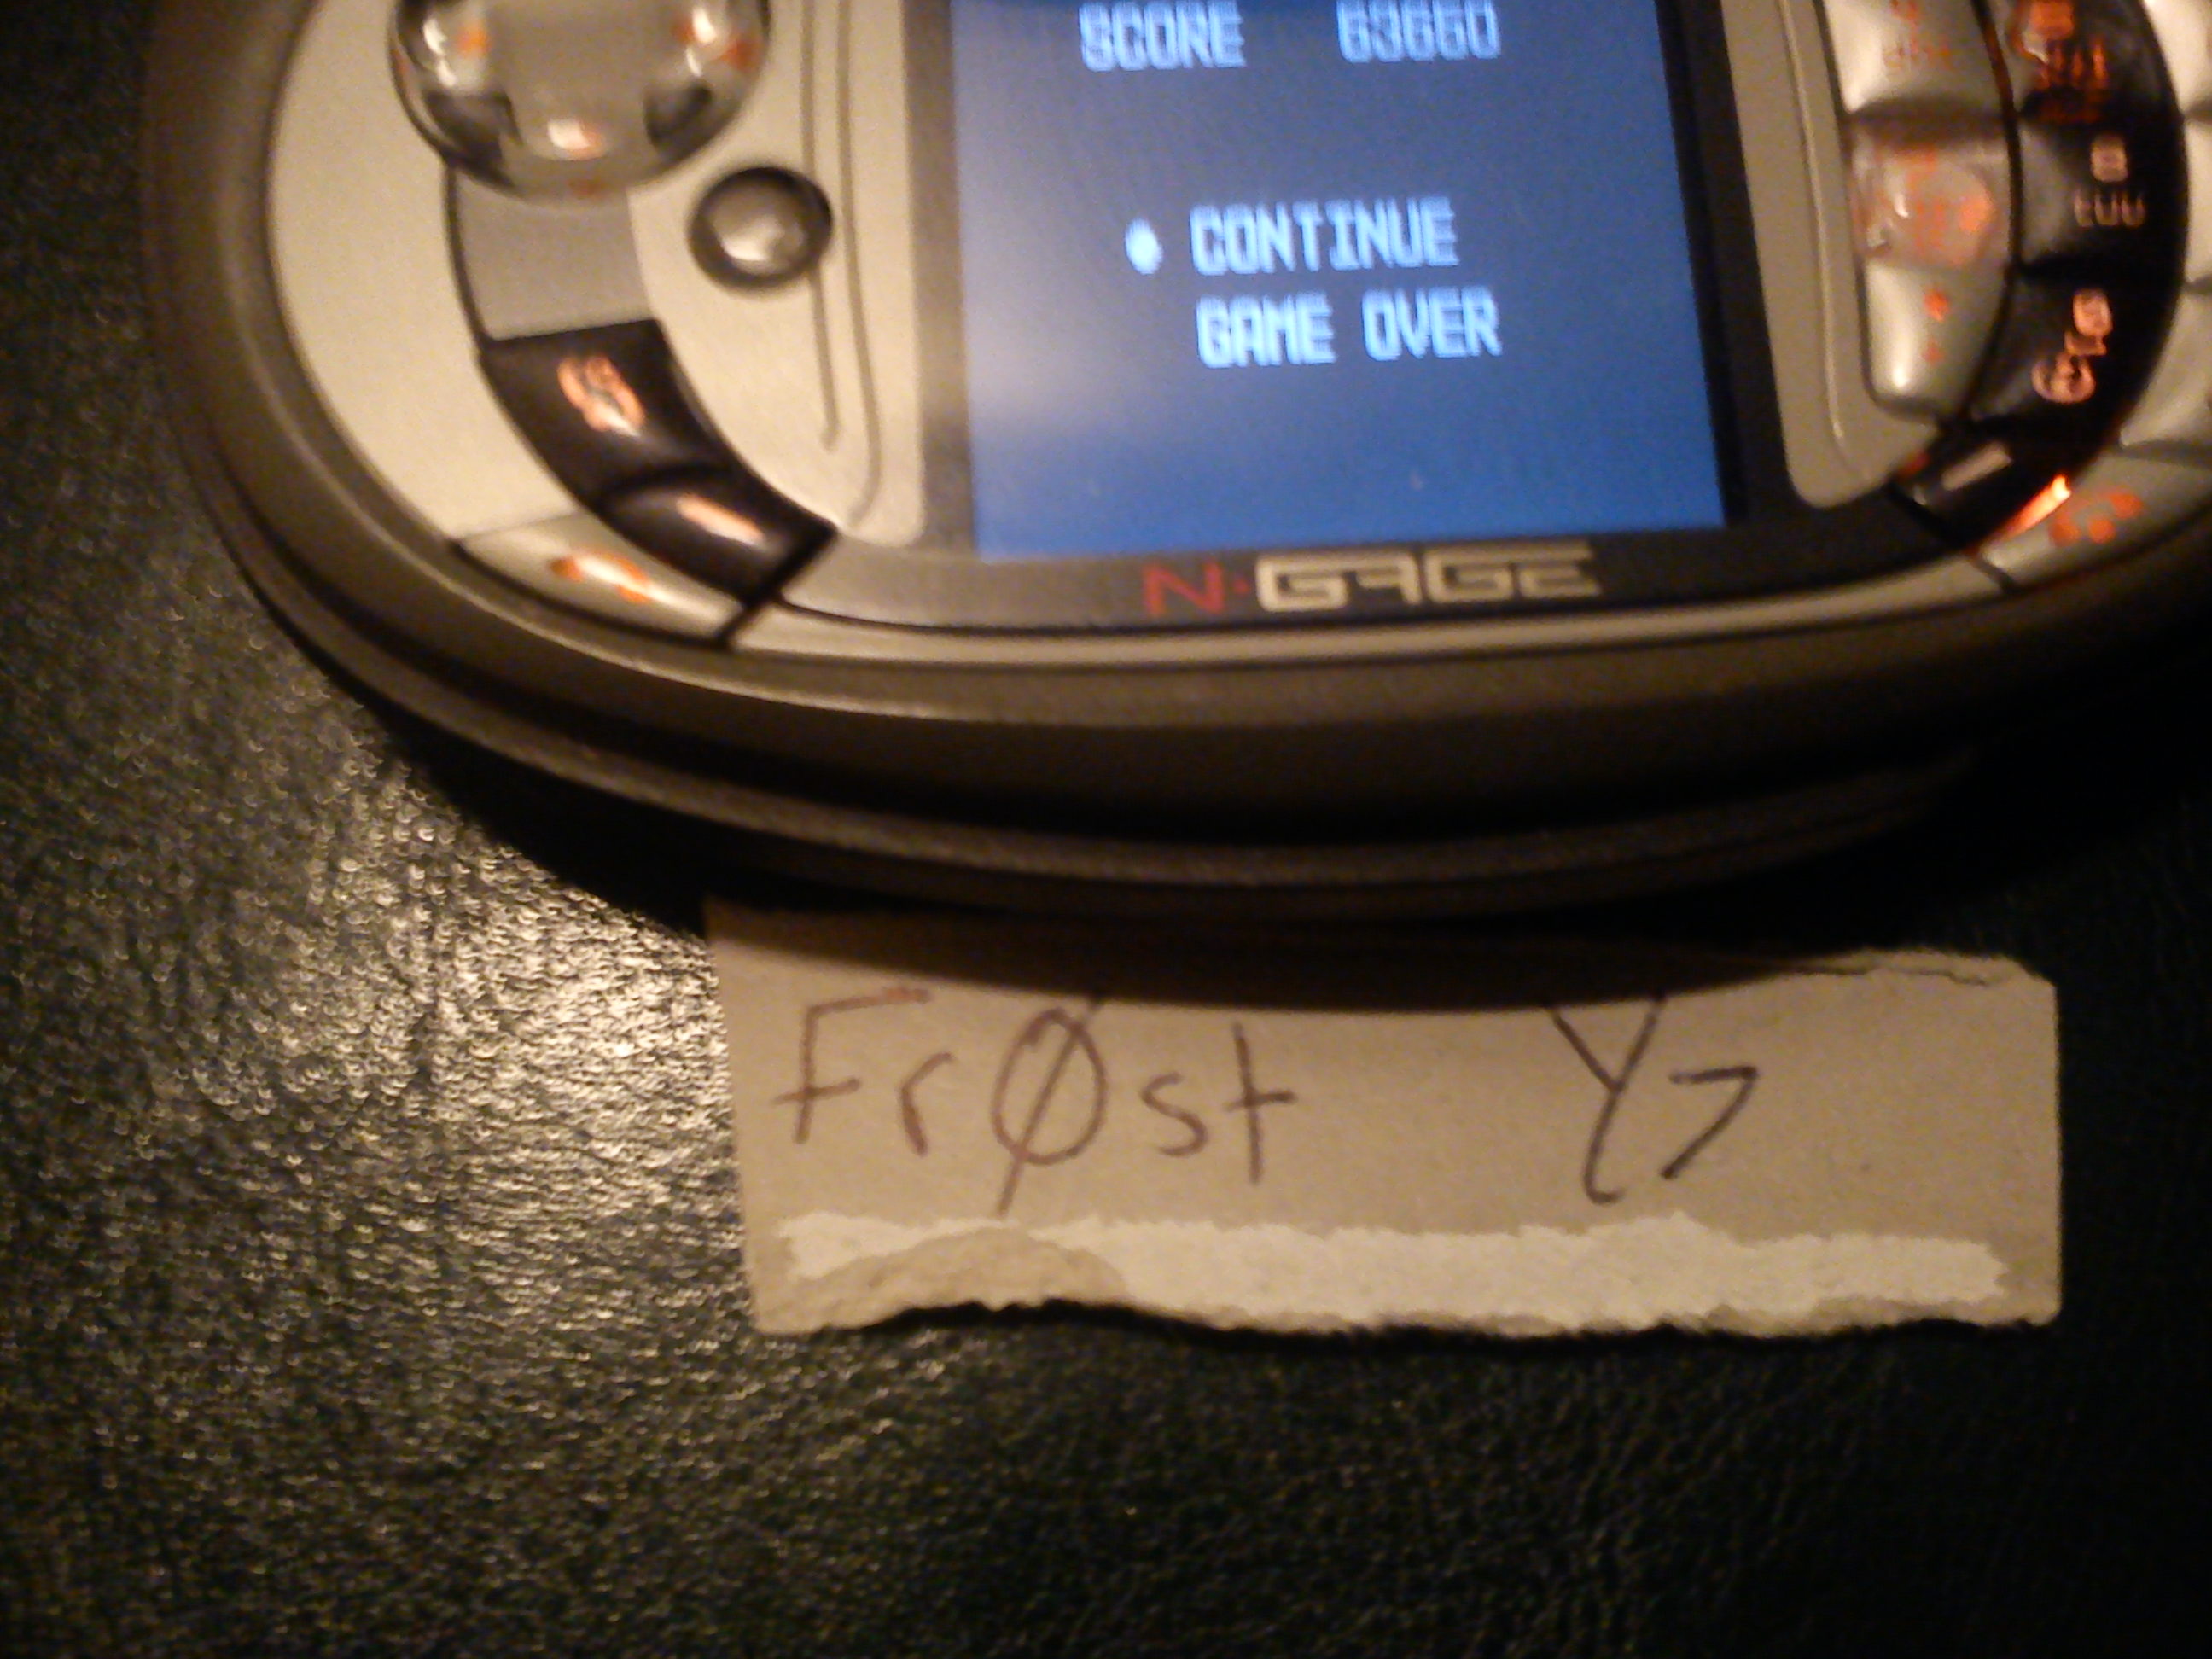 SCORE 63660
CONTINUE
GAME OVER
N·GAGE
FrØst Y7